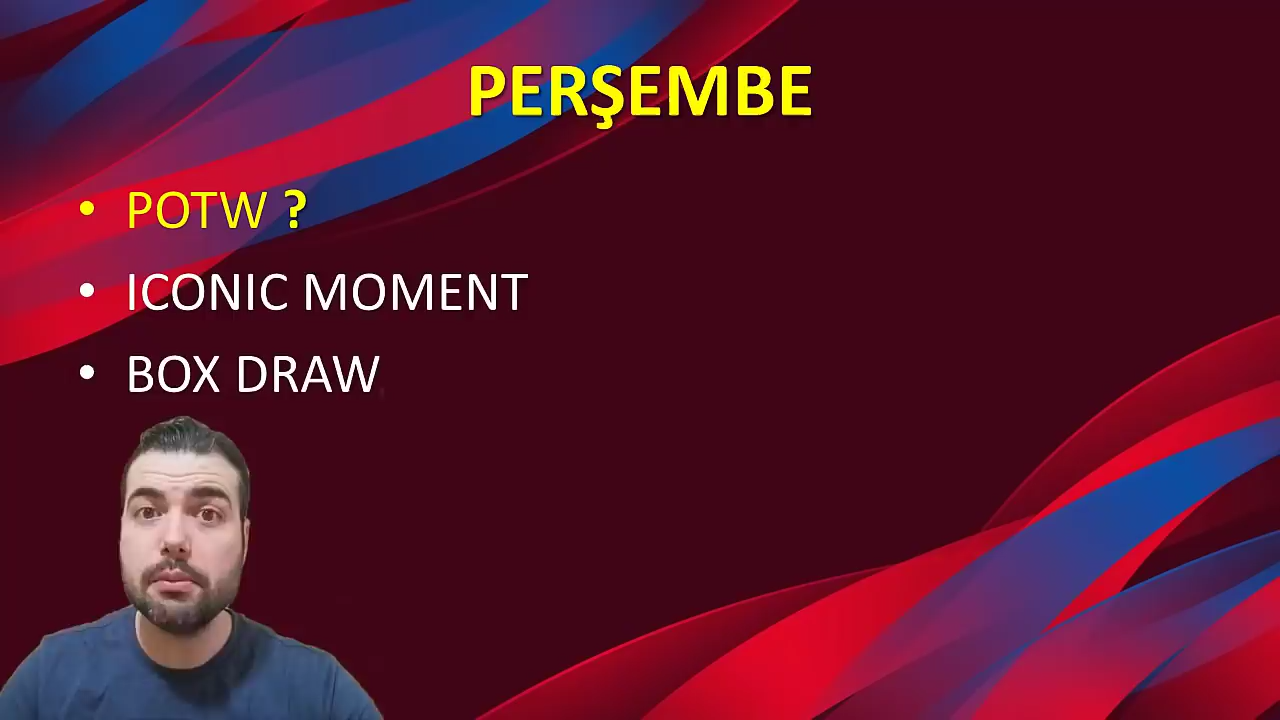 PERŞEMBE
• POTW ?
• ICONIC MOMENT
• BOX DRAW